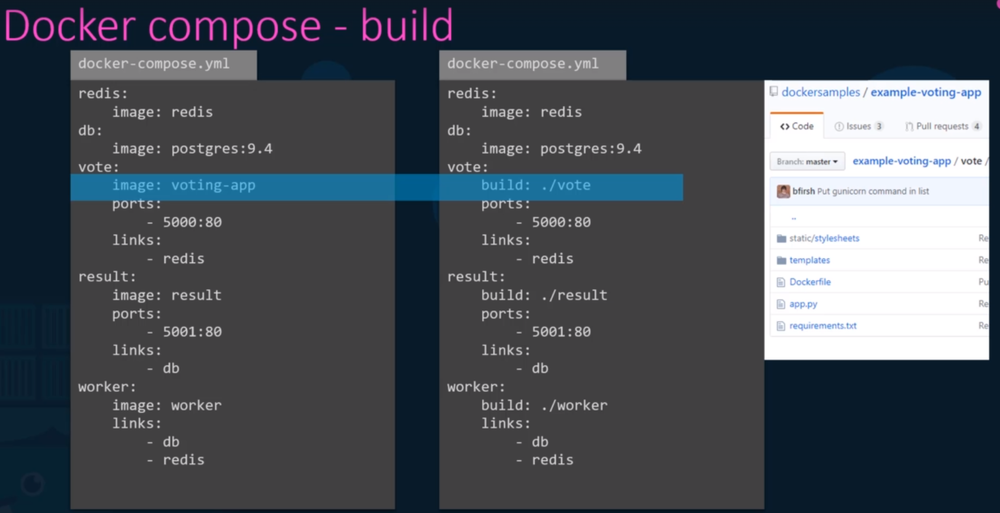 Docker compose - build
docker-compose.yml
redis:
    image: redis
db:
    image: postgres:9.4
vote:
    image: voting-app
    ports:
        - 5000:80
    links:
        - redis
result:
    image: result
    ports:
        - 5001:80
    links:
        - db
worker:
    image: worker
    links:
        - db
        - redis
docker-compose.yml
redis:
    image: redis
db:
    image: postgres:9.4
vote:
    build: ./vote
    ports:
        - 5000:80
    links:
        - redis
result:
    build: ./result
    ports:
        - 5001:80
    links:
        - db
worker:
    build: ./worker
    links:
        - db
        - redis
dockersamples / example-voting-app
<> Code Issues 3 Pull requests 4
Branch: master example-voting-app / vote /
bfirsh Put gunicorn command in list
..
static/stylesheets Re
templates Re
Dockerfile Pu
app.py Re
requirements.txt Re